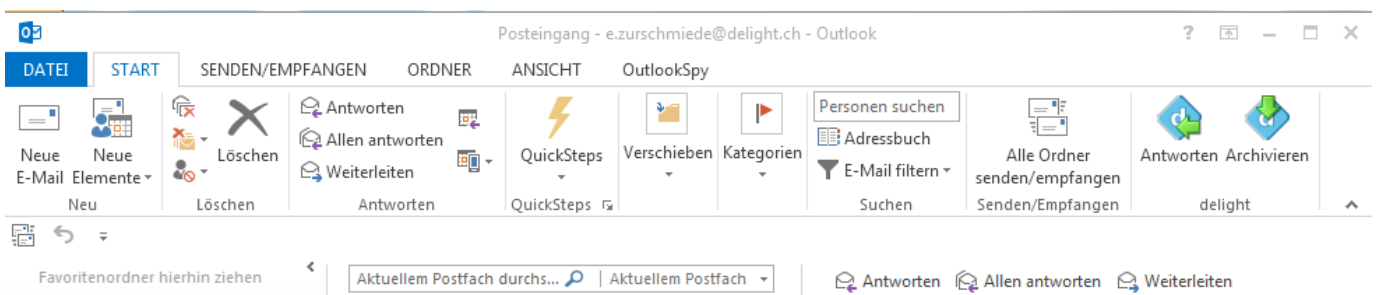 Posteingang - e.zurschmiede@delight.ch - Outlook
DATEI START SENDEN/EMPFANGEN ORDNER ANSICHT OutlookSpy
Neue E-Mail
Neue Elemente
Neu
Löschen
Löschen
Antworten
Allen antworten
Weiterleiten
Antworten
QuickSteps
QuickSteps
Verschieben
Kategorien
Personen suchen
Adressbuch
E-Mail filtern
Suchen
Alle Ordner
senden/empfangen
Senden/Empfangen
Antworten Archivieren
delight
Favoritenordner hierhin ziehen
Aktuellem Postfach durchs... Aktuellem Postfach
Antworten Allen antworten Weiterleiten